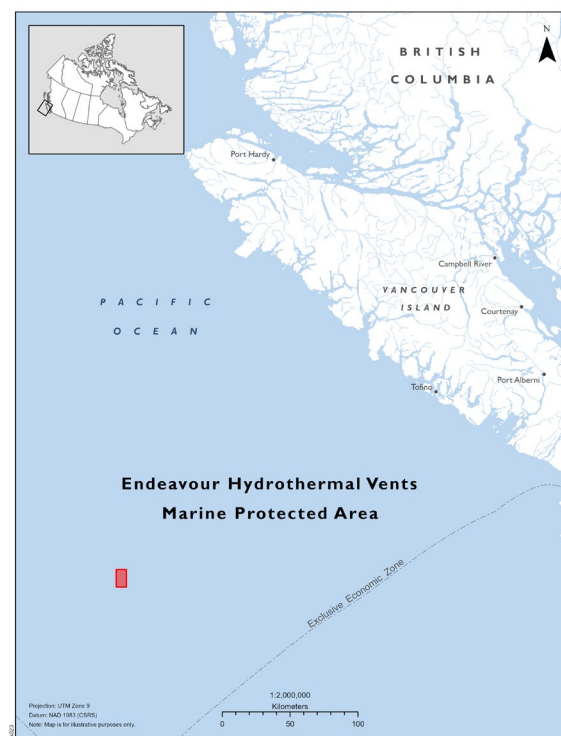 BRITISH
COLUMBIA
N
Port Hardy
Campbell River
VANCOUVER
ISLAND
Courtenay
PACIFIC
OCEAN
Port Alberni
Tofino
Endeavour Hydrothermal Vents
Marine Protected Area
Exclusive Economic Zone
1:2,000,000
Kilometers
0 50 100
Projection: UTM Zone 9
Datum: NAD 1983 (CSRS)
Note: Map is for illustrative purposes only.